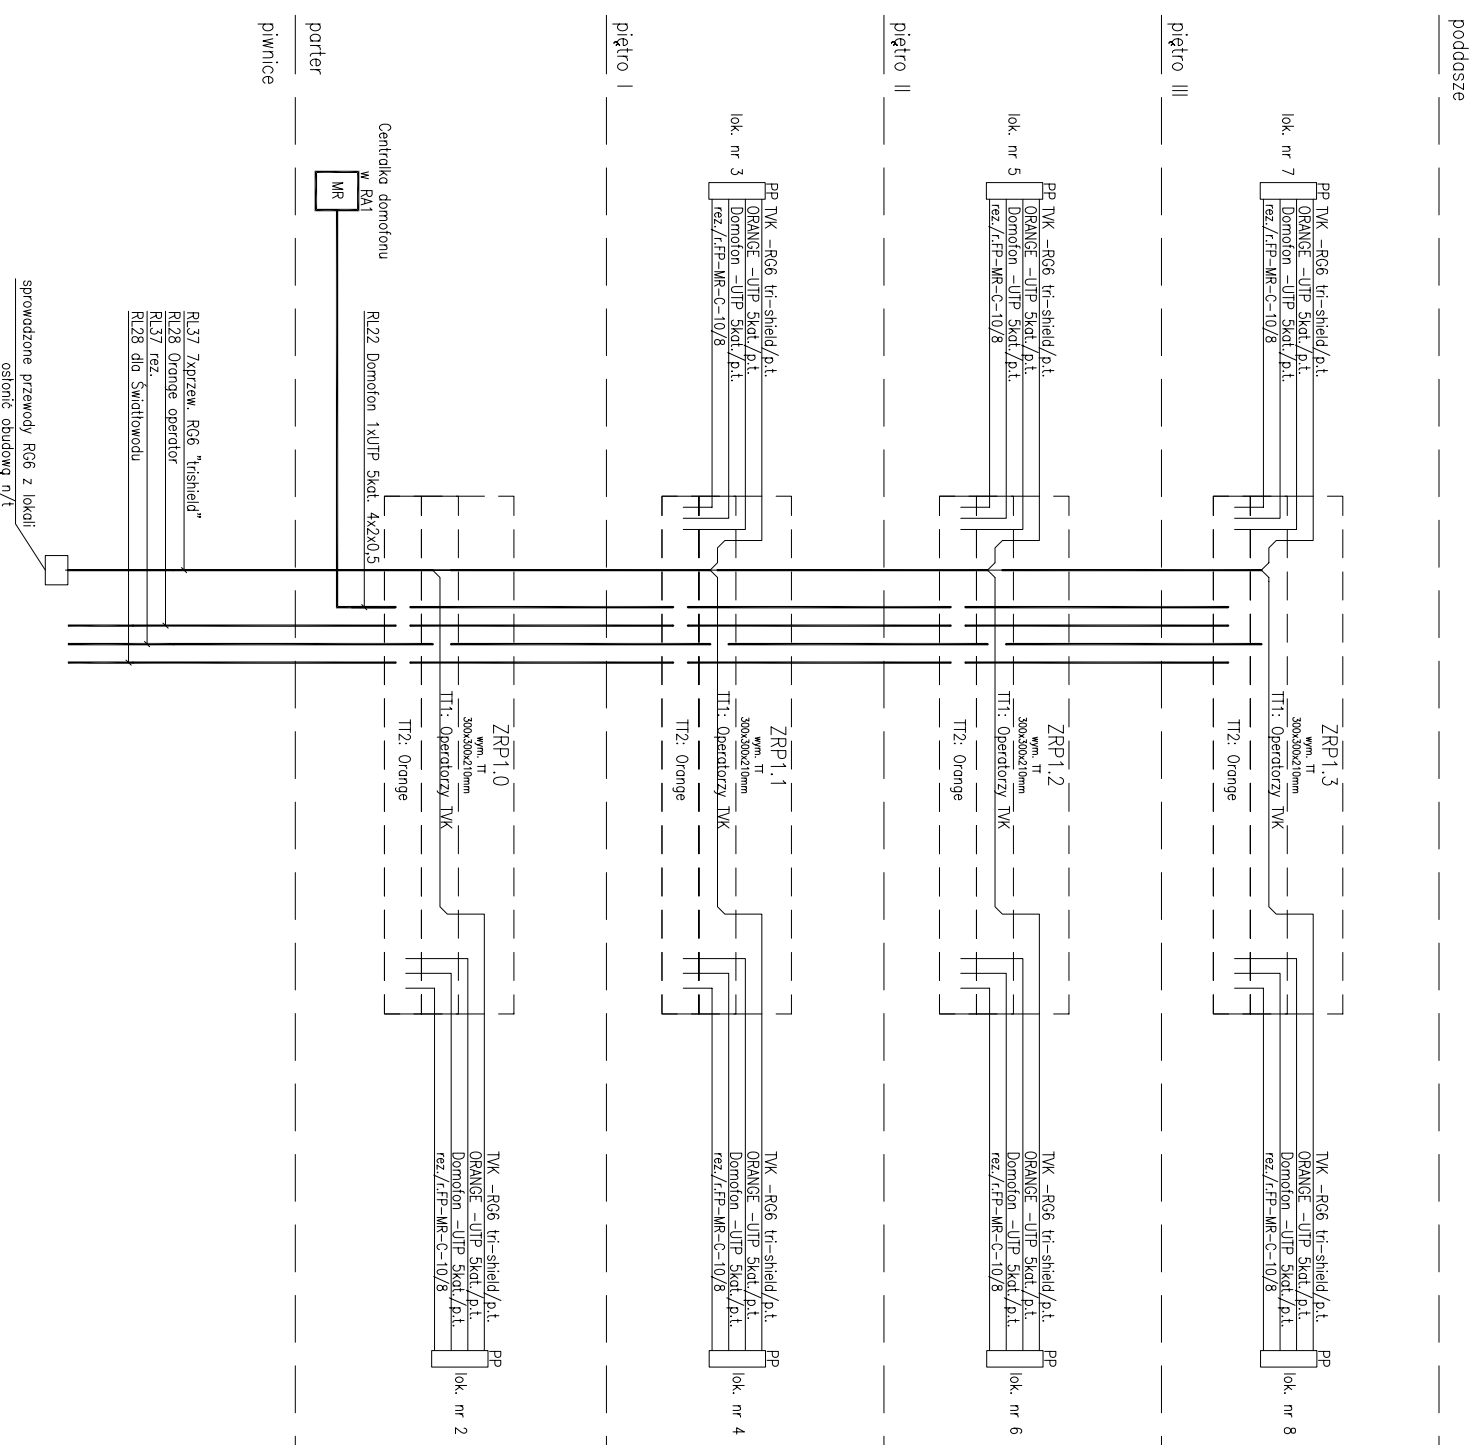 poddasze
lok. nr 7
PP
TVK -RG6 tri-shield/p.t.
ORANGE -UTP 5kat./p.t.
Domofon -UTP 5kat./p.t.
rez./r.FP-MR-C-10/8
ZRP1.3
wym. TT
300x300x210mm
TT1: Operatorzy TVK
TT2: Orange
TVK -RG6 tri-shield/p.t.
ORANGE -UTP 5kat./p.t.
Domofon -UTP 5kat./p.t.
rez./r.FP-MR-C-10/8
PP
lok. nr 8
piętro III
lok. nr 5
PP
TVK -RG6 tri-shield/p.t.
ORANGE -UTP 5kat./p.t.
Domofon -UTP 5kat./p.t.
rez./r.FP-MR-C-10/8
ZRP1.2
wym. TT
300x300x210mm
TT1: Operatorzy TVK
TT2: Orange
TVK -RG6 tri-shield/p.t.
ORANGE -UTP 5kat./p.t.
Domofon -UTP 5kat./p.t.
rez./r.FP-MR-C-10/8
PP
lok. nr 6
piętro II
lok. nr 3
PP
TVK -RG6 tri-shield/p.t.
ORANGE -UTP 5kat./p.t.
Domofon -UTP 5kat./p.t.
rez./r.FP-MR-C-10/8
ZRP1.1
wym. TT
300x300x210mm
TT1: Operatorzy TVK
TT2: Orange
TVK -RG6 tri-shield/p.t.
ORANGE -UTP 5kat./p.t.
Domofon -UTP 5kat./p.t.
rez./r.FP-MR-C-10/8
PP
lok. nr 4
piętro I
Centralka domofonu
w RA1
MR
RL22 Domofon 1xUTP 5kat. 4x2x0,5
ZRP1.0
wym. TT
300x300x210mm
TT1: Operatorzy TVK
TT2: Orange
TVK -RG6 tri-shield/p.t.
ORANGE -UTP 5kat./p.t.
Domofon -UTP 5kat./p.t.
rez./r.FP-MR-C-10/8
PP
lok. nr 2
parter
piwnice
RL37 7xprzew. RG6 "trishield"
RL28 Orange operator
RL37 rez.
RL28 dla Światłowodu
sprowadzone przewody RG6 z lokali
osłonić obudową n/t